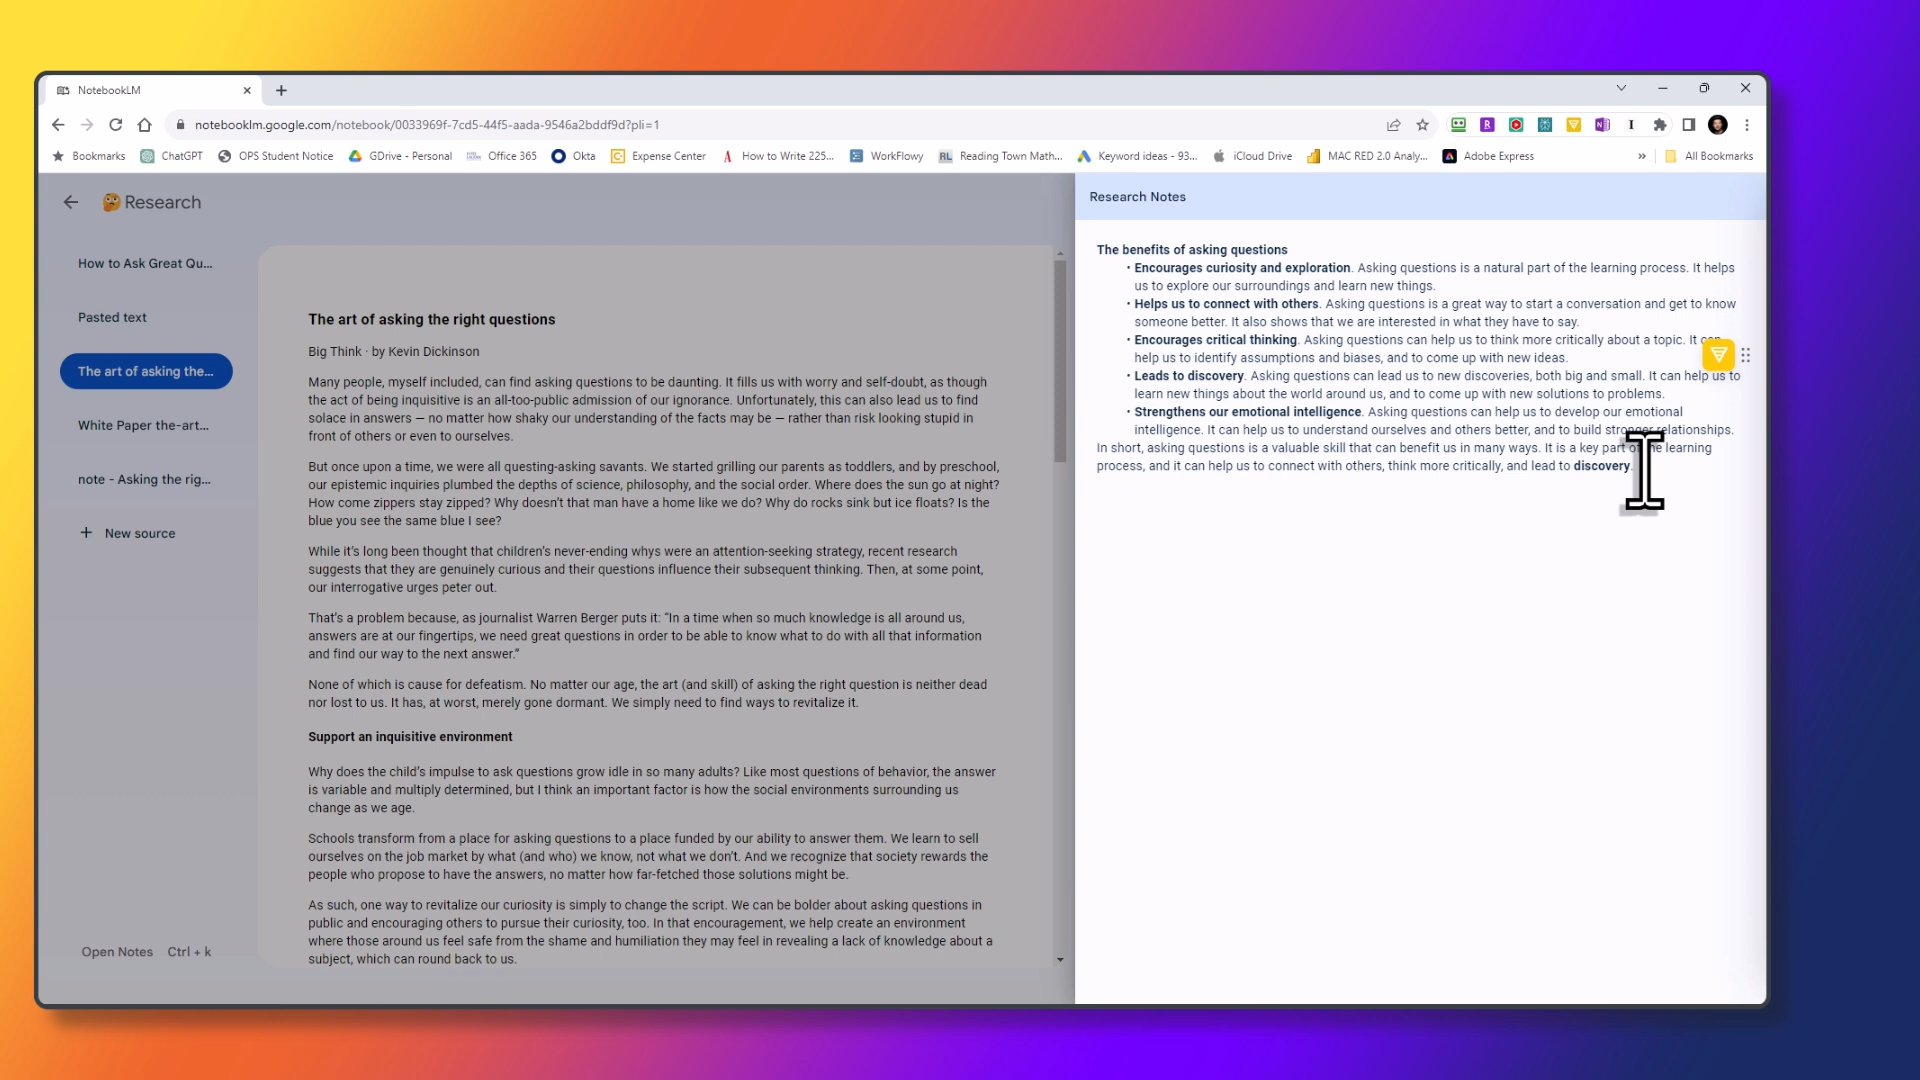 NotebookLM
notebooklm.google.com/notebook/0033969f-7cd5-44f5-aada-9546a2bddf9d?pli=1
Bookmarks ChatGPT OPS Student Notice GDrive - Personal Office 365 Okta Expense Center How to Write 225... WorkFlowy RL Reading Town Math... Keyword ideas - 93... iCloud Drive MAC RED 2.0 Analy... Adobe Express » All Bookmarks
Research
How to Ask Great Qu...
Pasted text
The art of asking the...
White Paper the-art...
note - Asking the rig...
+ New source
Open Notes Ctrl + k
The art of asking the right questions
Big Think · by Kevin Dickinson
Many people, myself included, can find asking questions to be daunting. It fills us with worry and self-doubt, as though
the act of being inquisitive is an all-too-public admission of our ignorance. Unfortunately, this can also lead us to find
solace in answers — no matter how shaky our understanding of the facts may be — rather than risk looking stupid in
front of others or even to ourselves.
But once upon a time, we were all questing-asking savants. We started grilling our parents as toddlers, and by preschool,
our epistemic inquiries plumbed the depths of science, philosophy, and the social order. Where does the sun go at night?
How come zippers stay zipped? Why doesn't that man have a home like we do? Why do rocks sink but ice floats? Is the
blue you see the same blue I see?
While it's long been thought that children's never-ending whys were an attention-seeking strategy, recent research
suggests that they are genuinely curious and their questions influence their subsequent thinking. Then, at some point,
our interrogative urges peter out.
That's a problem because, as journalist Warren Berger puts it: “In a time when so much knowledge is all around us,
answers are at our fingertips, we need great questions in order to be able to know what to do with all that information
and find our way to the next answer.”
None of which is cause for defeatism. No matter our age, the art (and skill) of asking the right question is neither dead
nor lost to us. It has, at worst, merely gone dormant. We simply need to find ways to revitalize it.
Support an inquisitive environment
Why does the child's impulse to ask questions grow idle in so many adults? Like most questions of behavior, the answer
is variable and multiply determined, but I think an important factor is how the social environments surrounding us
change as we age.
Schools transform from a place for asking questions to a place funded by our ability to answer them. We learn to sell
ourselves on the job market by what (and who) we know, not what we don't. And we recognize that society rewards the
people who propose to have the answers, no matter how far-fetched those solutions might be.
As such, one way to revitalize our curiosity is simply to change the script. We can be bolder about asking questions in
public and encouraging others to pursue their curiosity, too. In that encouragement, we help create an environment
where those around us feel safe from the shame and humiliation they may feel in revealing a lack of knowledge about a
subject, which can round back to us.
Research Notes
The benefits of asking questions
• Encourages curiosity and exploration. Asking questions is a natural part of the learning process. It helps
us to explore our surroundings and learn new things.
• Helps us to connect with others. Asking questions is a great way to start a conversation and get to know
someone better. It also shows that we are interested in what they have to say.
• Encourages critical thinking. Asking questions can help us to think more critically about a topic. It can
help us to identify assumptions and biases, and to come up with new ideas.
• Leads to discovery. Asking questions can lead us to new discoveries, both big and small. It can help us to
learn new things about the world around us, and to come up with new solutions to problems.
• Strengthens our emotional intelligence. Asking questions can help us to develop our emotional
intelligence. It can help us to understand ourselves and others better, and to build stronger relationships.
In short, asking questions is a valuable skill that can benefit us in many ways. It is a key part of the learning
process, and it can help us to connect with others, think more critically, and lead to discovery.